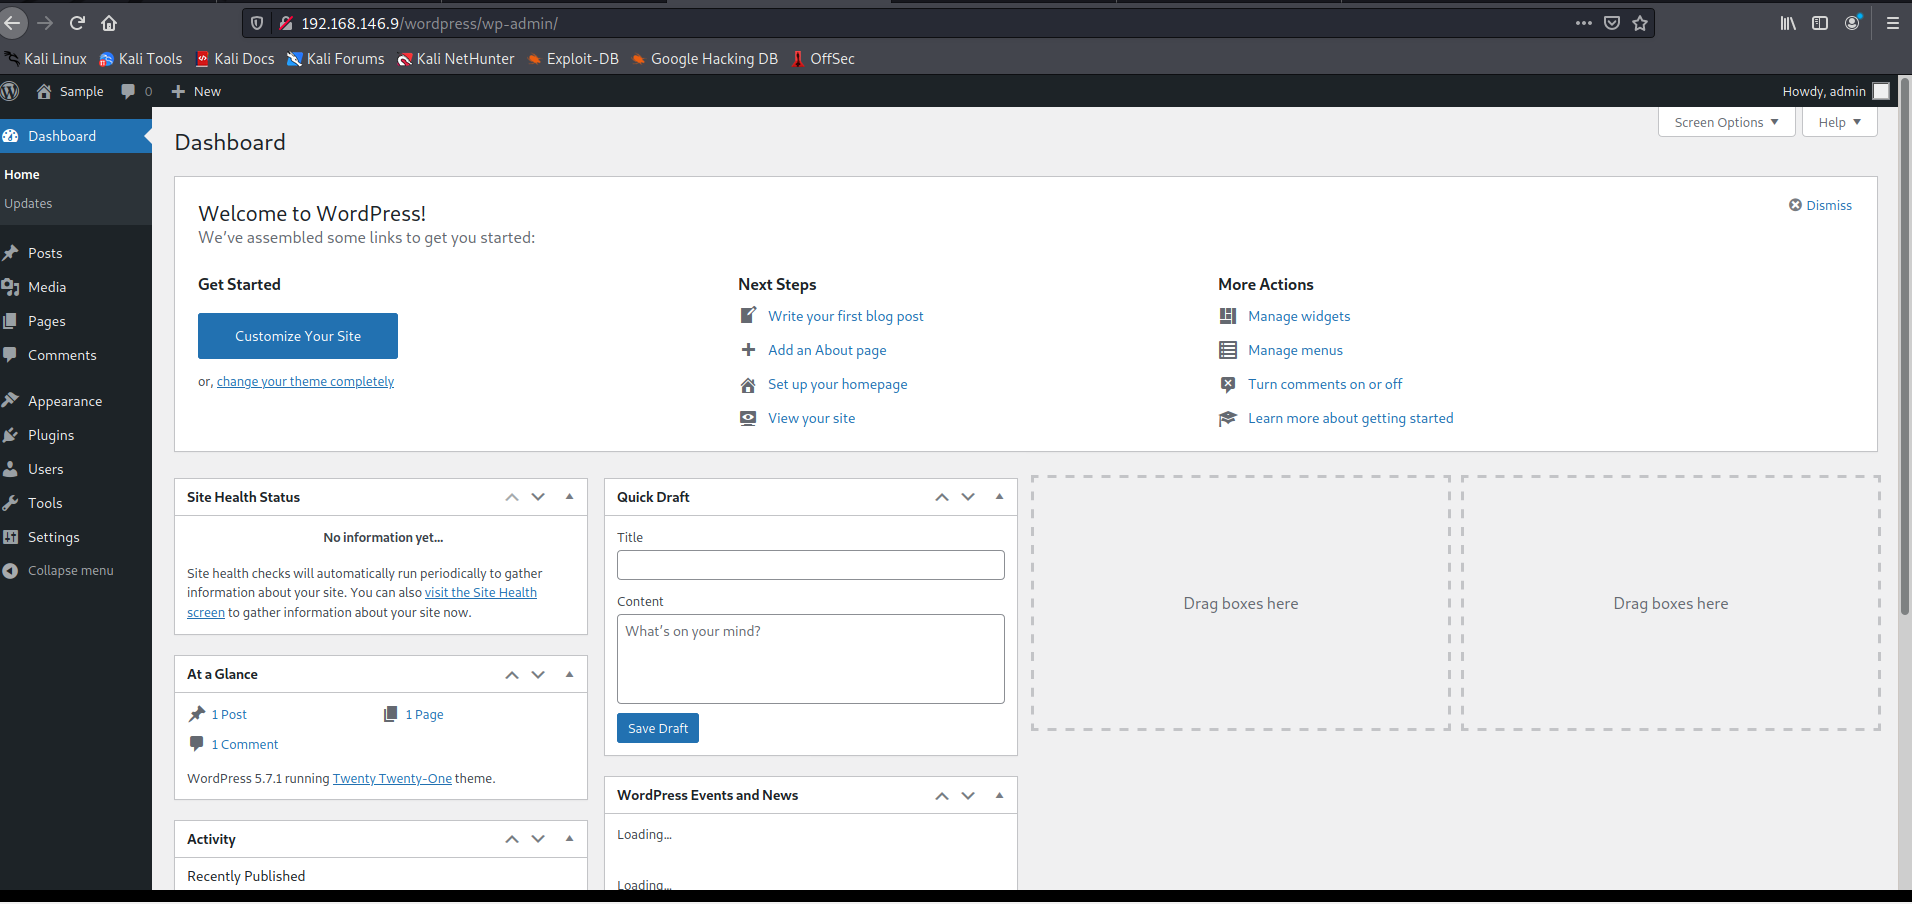 192.168.146.9/wordpress/wp-admin/
Kali Linux Kali Tools Kali Docs Kali Forums Kali NetHunter Exploit-DB Google Hacking DB OffSec
Sample 0 New Howdy, admin
Dashboard
Home
Updates
Posts
Media
Pages
Comments
Appearance
Plugins
Users
Tools
Settings
Collapse menu
Screen Options Help
Dashboard
Welcome to WordPress!
Dismiss
We've assembled some links to get you started:
Get Started
Customize Your Site
or, change your theme completely
Next Steps
Write your first blog post
Add an About page
Set up your homepage
View your site
More Actions
Manage widgets
Manage menus
Turn comments on or off
Learn more about getting started
Site Health Status
No information yet...
Site health checks will automatically run periodically to gather
information about your site. You can also visit the Site Health
screen to gather information about your site now.
At a Glance
1 Post 1 Page
1 Comment
WordPress 5.7.1 running Twenty Twenty-One theme.
Activity
Recently Published
Quick Draft
Title
Content
What's on your mind?
Save Draft
WordPress Events and News
Loading...
Loading...
Drag boxes here
Drag boxes here